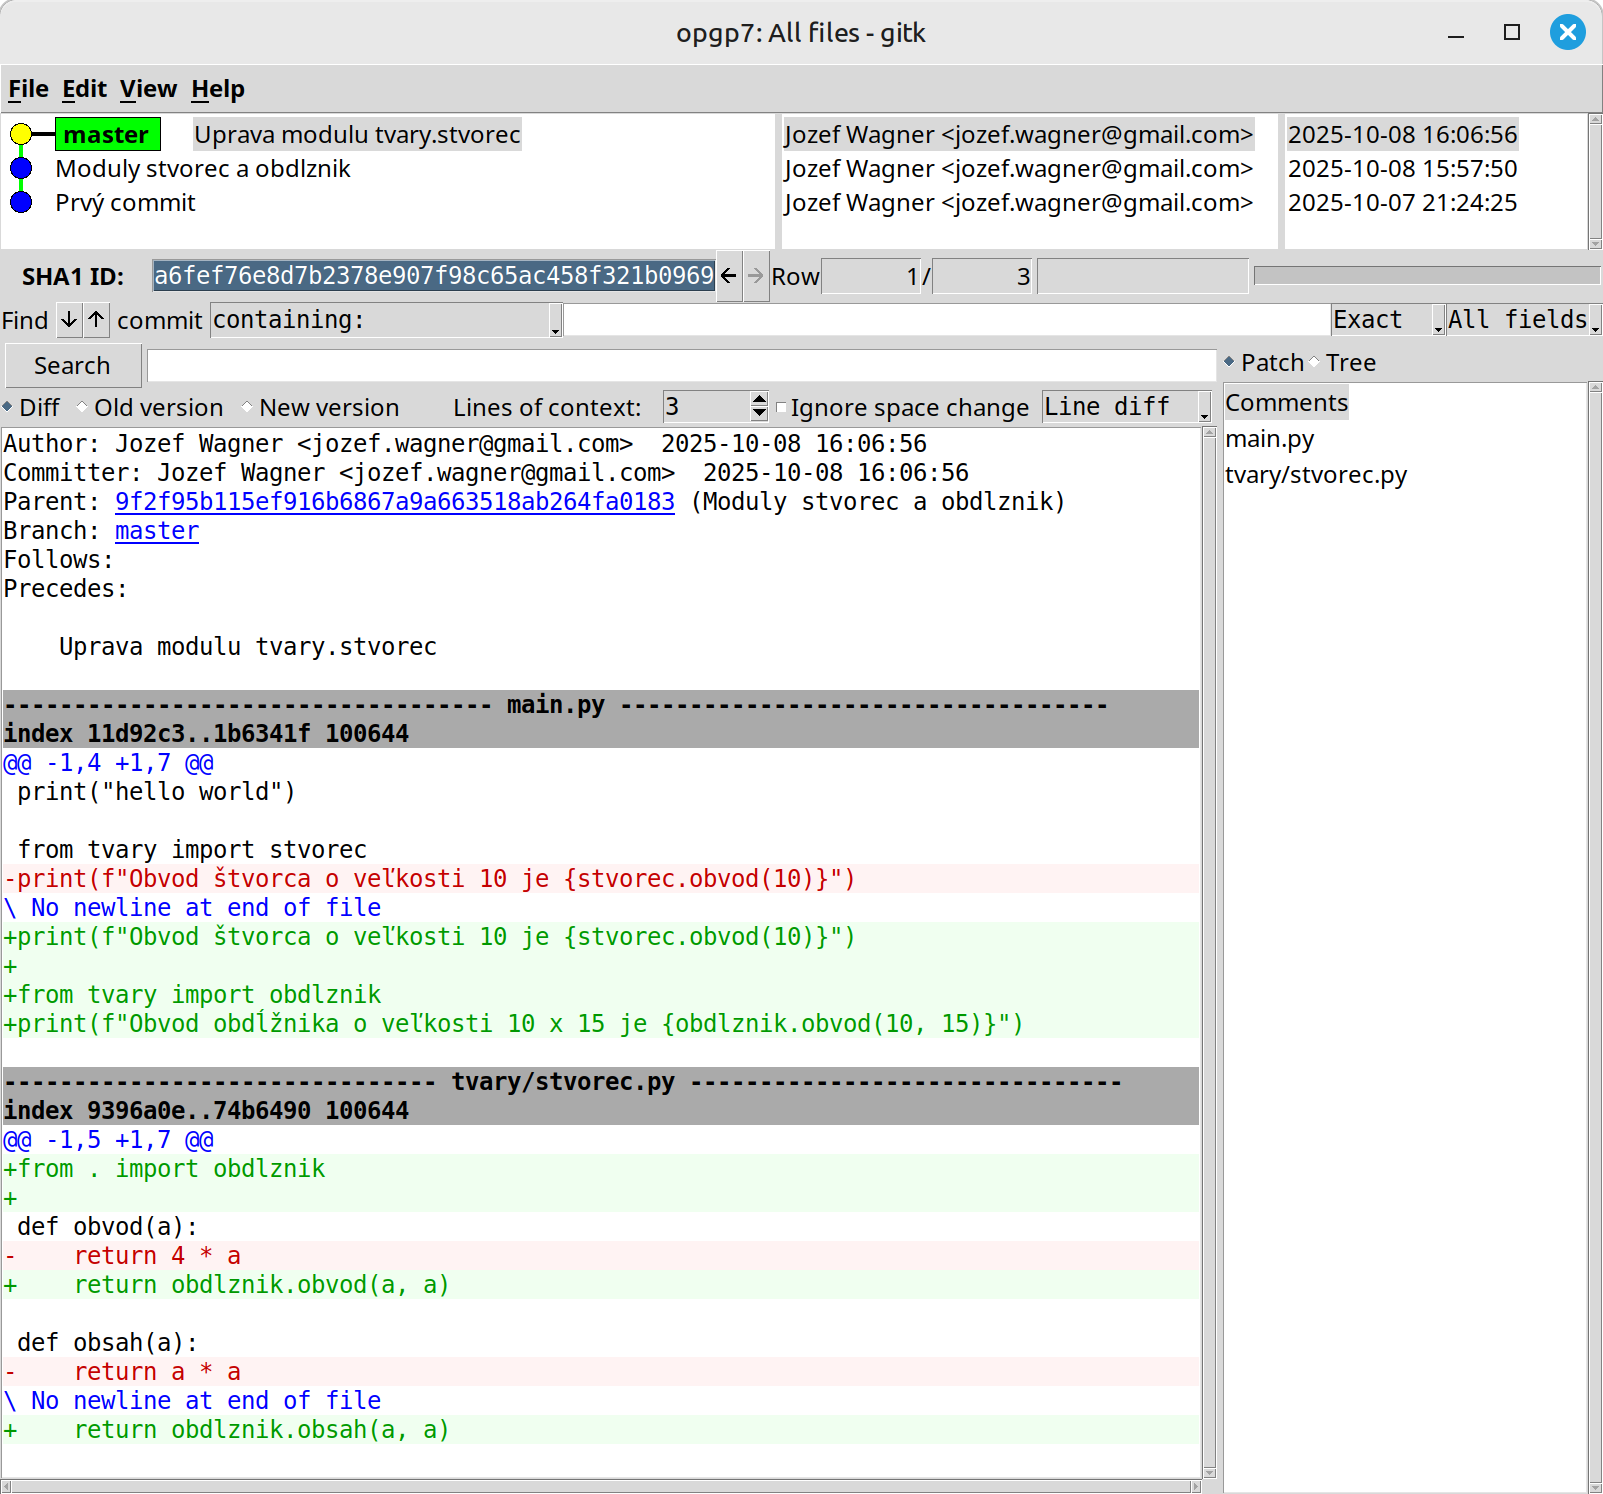 opgp7: All files - gitk
File Edit View Help
master Uprava modulu tvary.stvorec Jozef Wagner <jozef.wagner@gmail.com> 2025-10-08 16:06:56
Moduly stvorec a obdlznik Jozef Wagner <jozef.wagner@gmail.com> 2025-10-08 15:57:50
Prvý commit Jozef Wagner <jozef.wagner@gmail.com> 2025-10-07 21:24:25
SHA1 ID: a6fef76e8d7b2378e907f98c65ac458f321b0969 Row 1/ 3
Find commit containing: Exact All fields
Search
Patch Tree
Diff Old version New version Lines of context: 3 Ignore space change Line diff
Comments
main.py
tvary/stvorec.py
Author: Jozef Wagner <jozef.wagner@gmail.com>  2025-10-08 16:06:56
Committer: Jozef Wagner <jozef.wagner@gmail.com>  2025-10-08 16:06:56
Parent: 9f2f95b115ef916b6867a9a663518ab264fa0183 (Moduly stvorec a obdlznik)
Branch: master
Follows:
Precedes:
    Uprava modulu tvary.stvorec
----------------------------------- main.py -----------------------------------
index 11d92c3..1b6341f 100644
@@ -1,4 +1,7 @@
 print("hello world")
 from tvary import stvorec
-print(f"Obvod štvorca o veľkosti 10 je {stvorec.obvod(10)}")
\ No newline at end of file
+print(f"Obvod štvorca o veľkosti 10 je {stvorec.obvod(10)}")
+
+from tvary import obdlznik
+print(f"Obvod obdĺžnika o veľkosti 10 x 15 je {obdlznik.obvod(10, 15)}")
------------------------------- tvary/stvorec.py -------------------------------
index 9396a0e..74b6490 100644
@@ -1,5 +1,7 @@
+from . import obdlznik
+
 def obvod(a):
-    return 4 * a
+    return obdlznik.obvod(a, a)
 def obsah(a):
-    return a * a
\ No newline at end of file
+    return obdlznik.obsah(a, a)